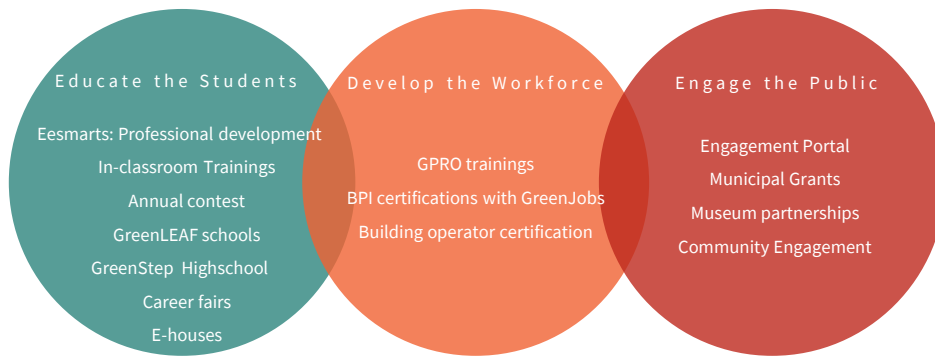 Educate the Students
Eesmarts: Professional development
In-classroom Trainings
Annual contest
GreenLEAF schools
GreenStep Highschool
Career fairs
E-houses
Develop the Workforce
GPRO trainings
BPI certifications with GreenJobs
Building operator certification
Engage the Public
Engagement Portal
Municipal Grants
Museum partnerships
Community Engagement